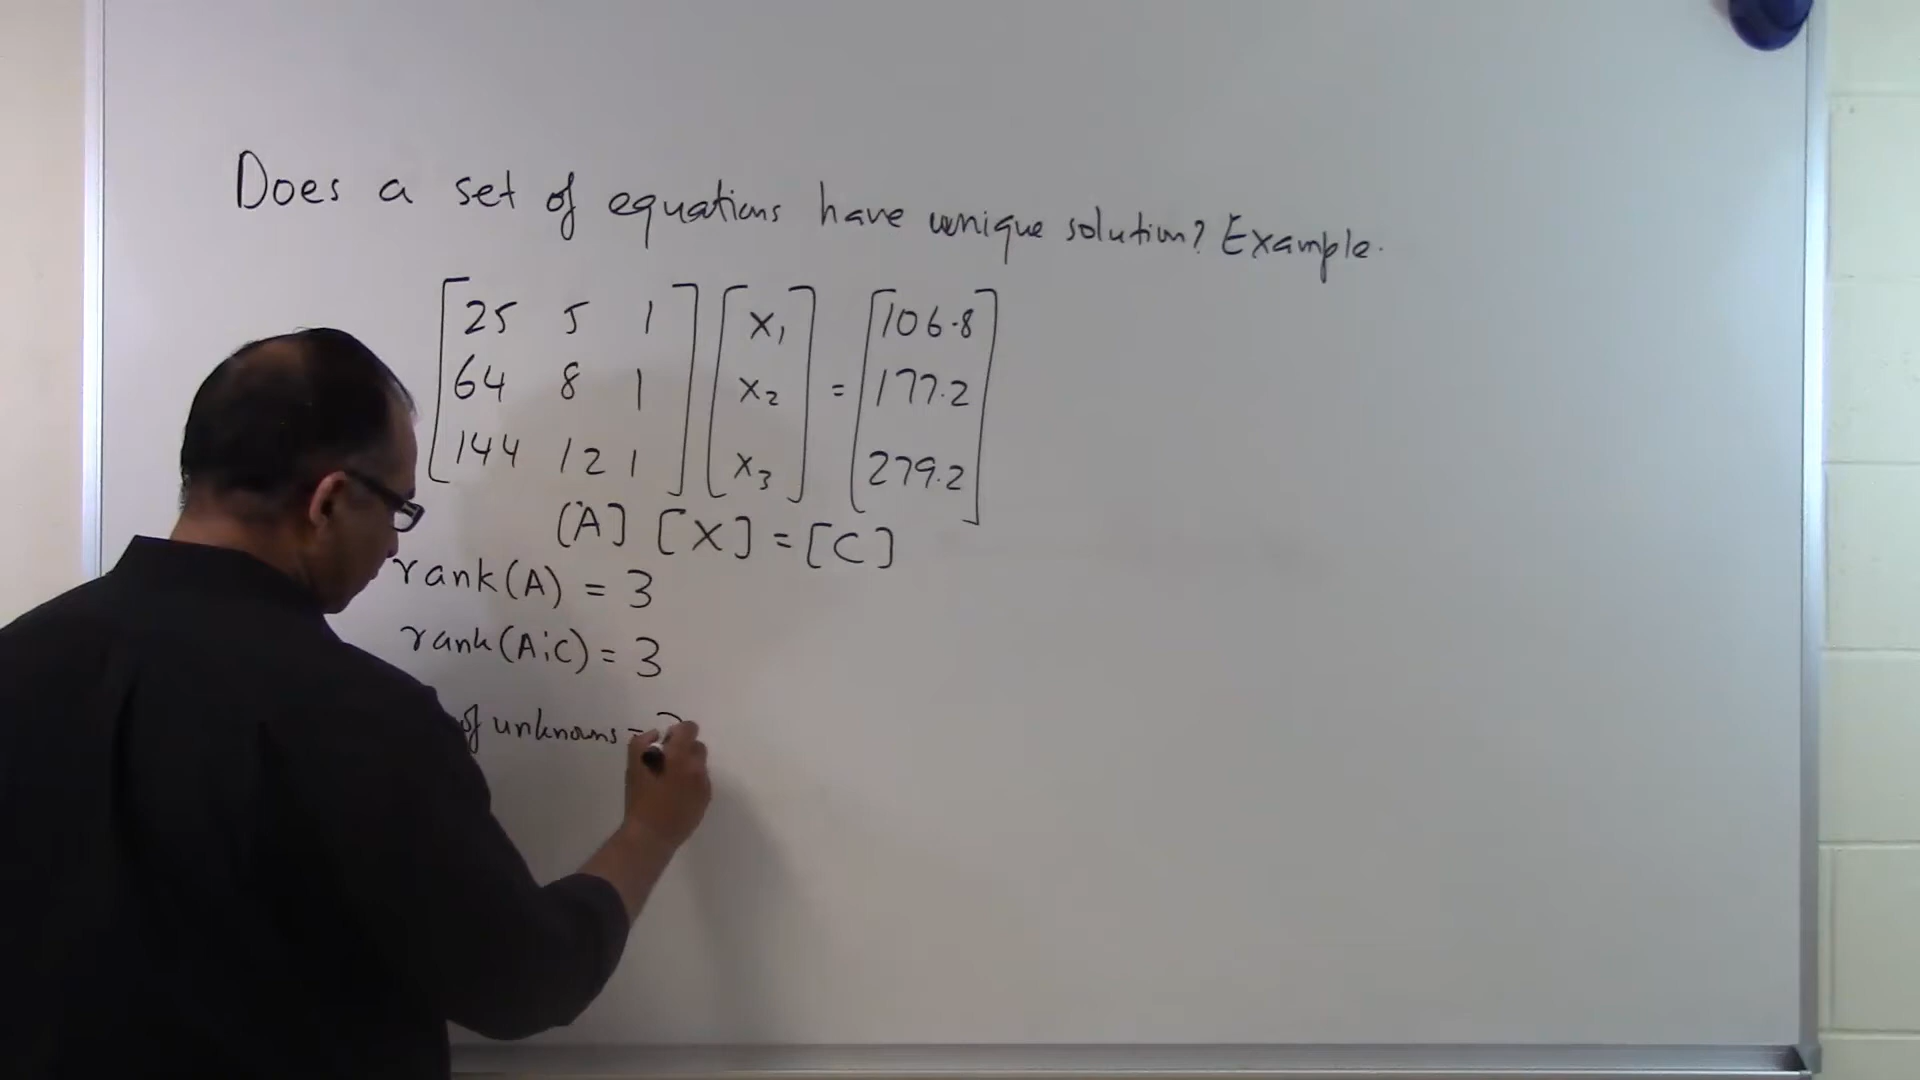 Does a set of equations have unique solution? Example.
25 5 1 x1 106.8
64 8 1 x2 = 177.2
144 12 1 x3 279.2
[A] [X] = [C]
rank(A) = 3
rank(A¦C) = 3
of unknowns =